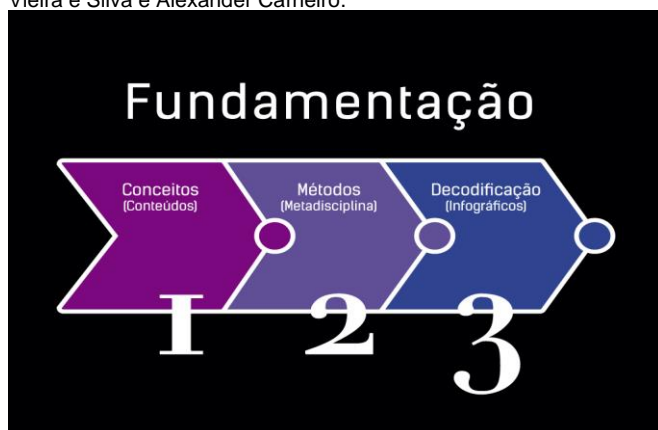 Vieira e Silva e Alexander Carneiro.
Fundamentação
Conceitos
(Conteúdos)
Métodos
(Metadisciplina)
Decodificação
(Infográficos)
1
2
3